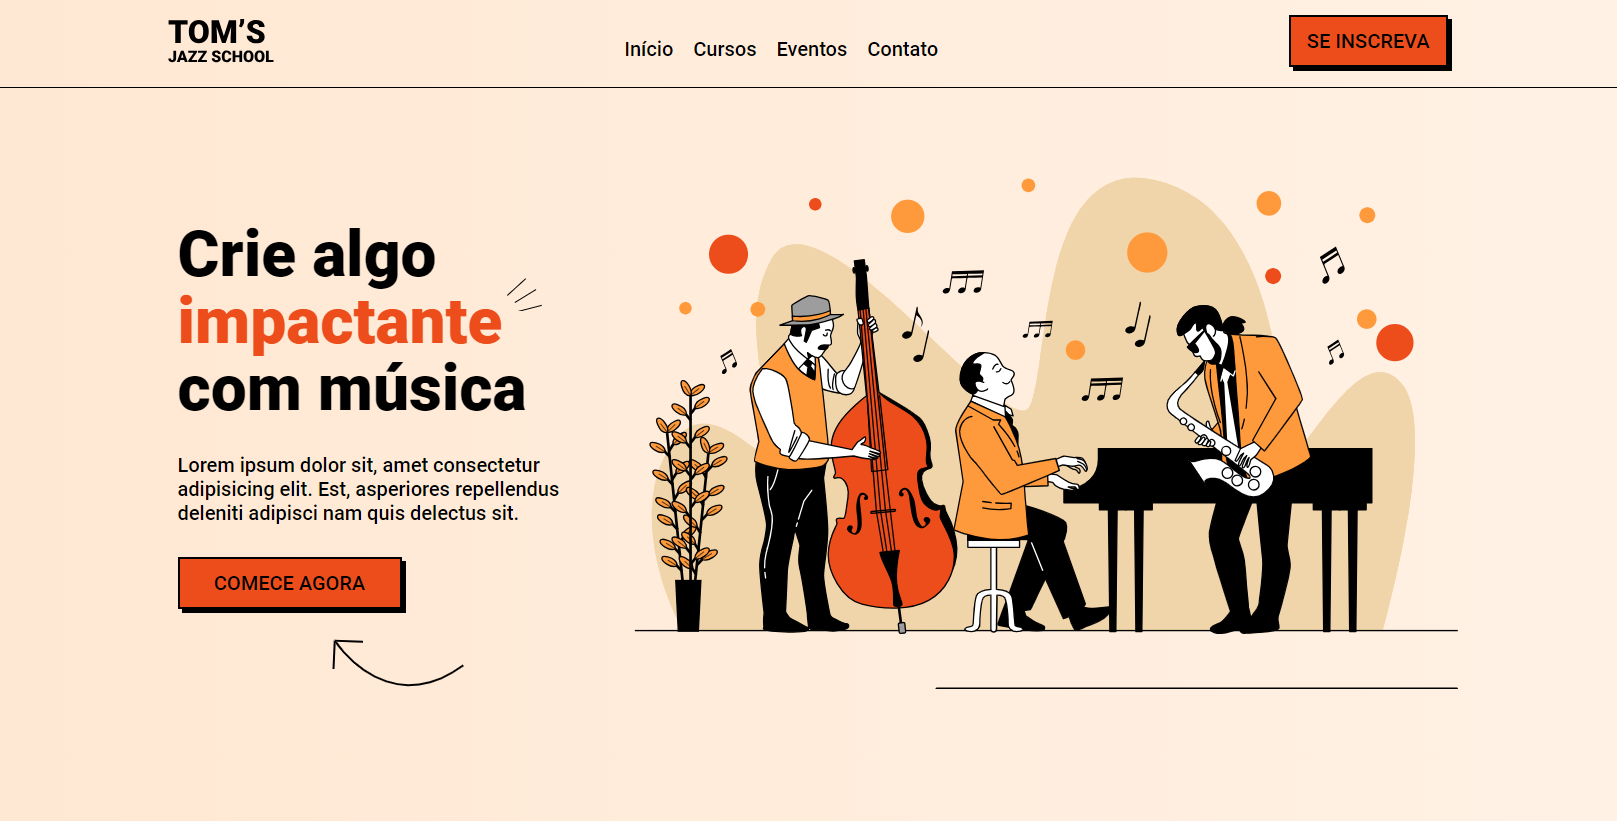 TOM’S
JAZZ SCHOOL
Início Cursos Eventos Contato
SE INSCREVA
Crie algo
impactante
com música
Lorem ipsum dolor sit, amet consectetur
adipisicing elit. Est, asperiores repellendus
deleniti adipisci nam quis delectus sit.
COMECE AGORA